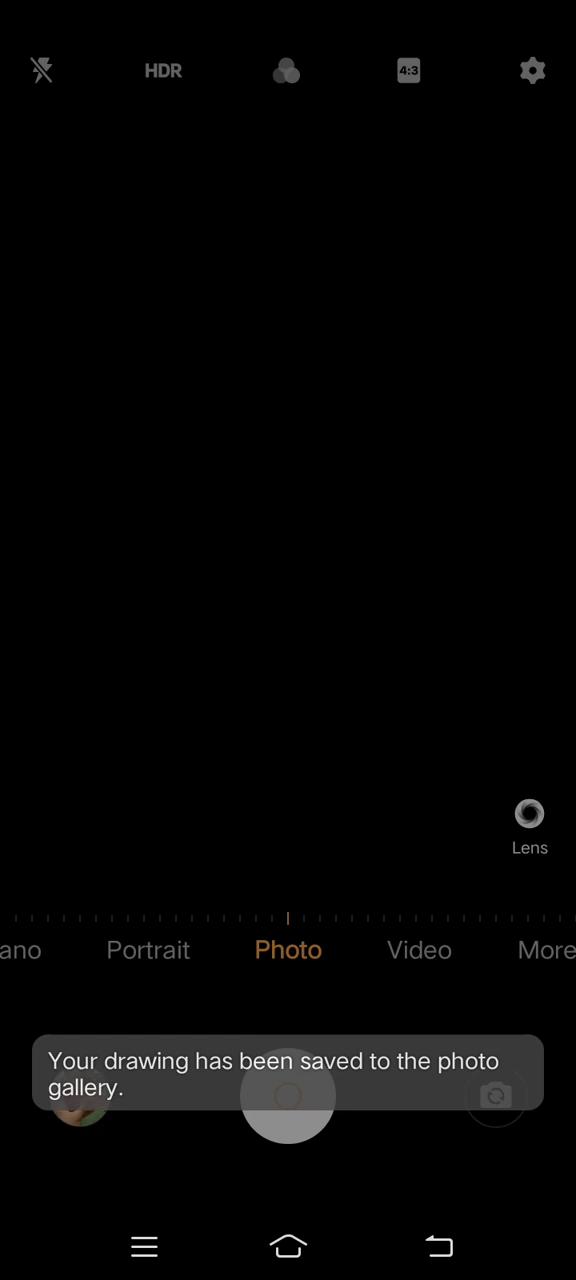 HDR
4:3
Lens
ano Portrait Photo Video More
Your drawing has been saved to the photo
gallery.